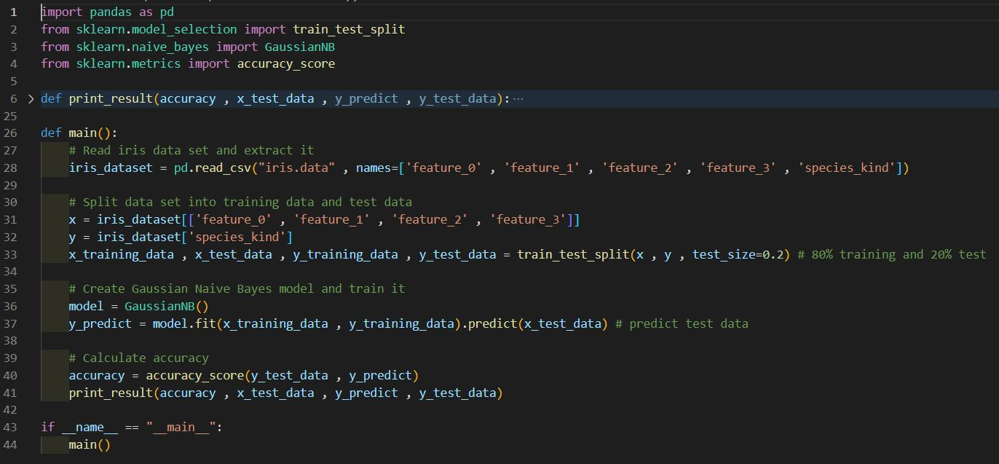 1 import pandas as pd
2 from sklearn.model_selection import train_test_split
3 from sklearn.naive_bayes import GaussianNB
4 from sklearn.metrics import accuracy_score
5
6 > def print_result(accuracy , x_test_data , y_predict , y_test_data): ···
25
26 def main():
27     # Read iris data set and extract it
28     iris_dataset = pd.read_csv("iris.data" , names=['feature_0' , 'feature_1' , 'feature_2' , 'feature_3' , 'species_kind'])
29
30     # Split data set into training data and test data
31     x = iris_dataset[['feature_0' , 'feature_1' , 'feature_2' , 'feature_3']]
32     y = iris_dataset['species_kind']
33     x_training_data , x_test_data , y_training_data , y_test_data = train_test_split(x , y , test_size=0.2) # 80% training and 20% test
34
35     # Create Gaussian Naive Bayes model and train it
36     model = GaussianNB()
37     y_predict = model.fit(x_training_data , y_training_data).predict(x_test_data) # predict test data
38
39     # Calculate accuracy
40     accuracy = accuracy_score(y_test_data , y_predict)
41     print_result(accuracy , x_test_data , y_predict , y_test_data)
42
43 if __name__ == "__main__":
44     main()